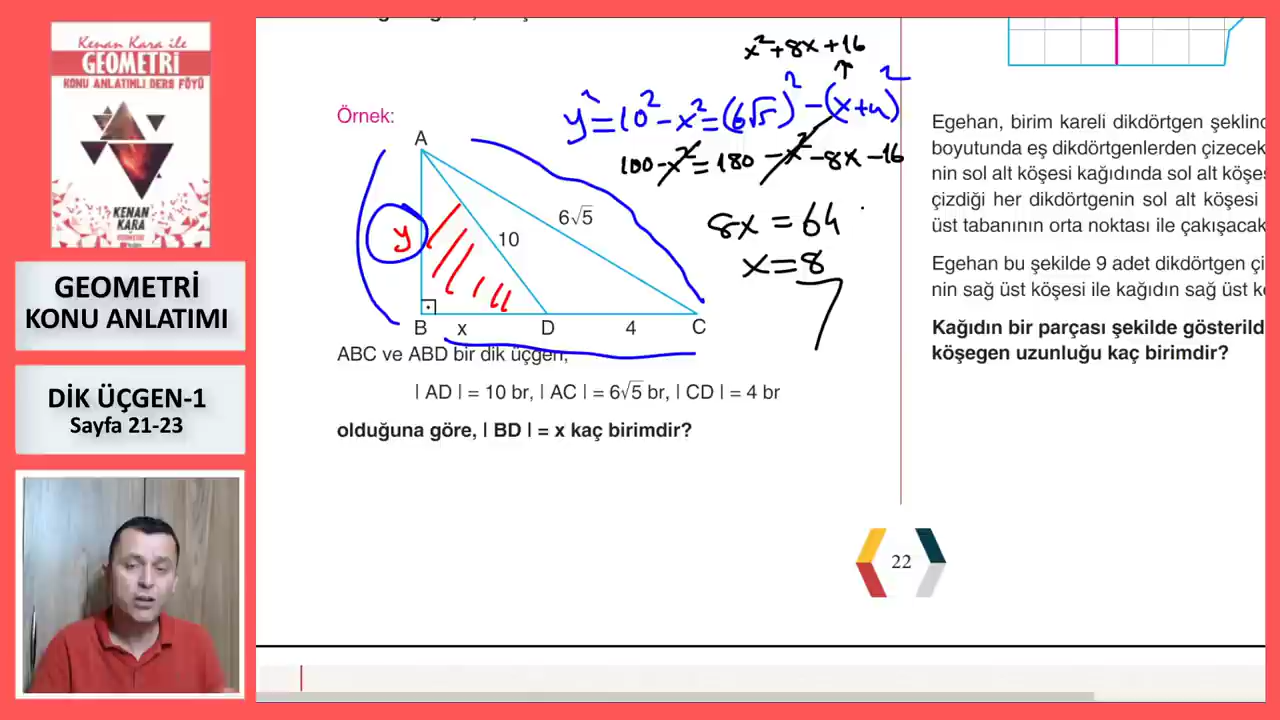 Kenan Kara ile
GEOMETRİ
KONU ANLATIMLI DERS FÖYÜ
KENAN
KARA
GEOMETRİ
KONU ANLATIMI
DİK ÜÇGEN-1
Sayfa 21-23
x² + 8x + 16
Örnek:
y² = 10² - x² = (6√5)² - (x+4)²
100 - x² = 180 - x² - 8x - 16
8x = 64
x = 8
A
6√5
10
y
B x D 4 C
ABC ve ABD bir dik üçgen,
| AD | = 10 br, | AC | = 6√5 br, | CD | = 4 br
olduğuna göre, | BD | = x kaç birimdir?
22
Egehan, birim kareli dikdörtgen şeklind
boyutunda eş dikdörtgenlerden çizecek
nin sol alt köşesi kağıdında sol alt köşe
çizdiği her dikdörtgenin sol alt köşesi
üst tabanının orta noktası ile çakışacak
Egehan bu şekilde 9 adet dikdörtgen çi
nin sağ üst köşesi ile kağıdın sağ üst k
Kağıdın bir parçası şekilde gösterild
köşegen uzunluğu kaç birimdir?